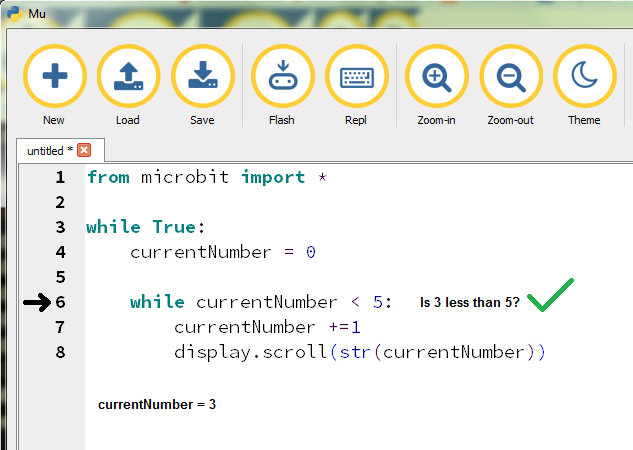 Mu
New Load Save Flash Repl Zoom-in Zoom-out Theme
untitled *
1 from microbit import *
2
3 while True:
4     currentNumber = 0
5
6     while currentNumber < 5: Is 3 less than 5?
7         currentNumber +=1
8         display.scroll(str(currentNumber))
currentNumber = 3